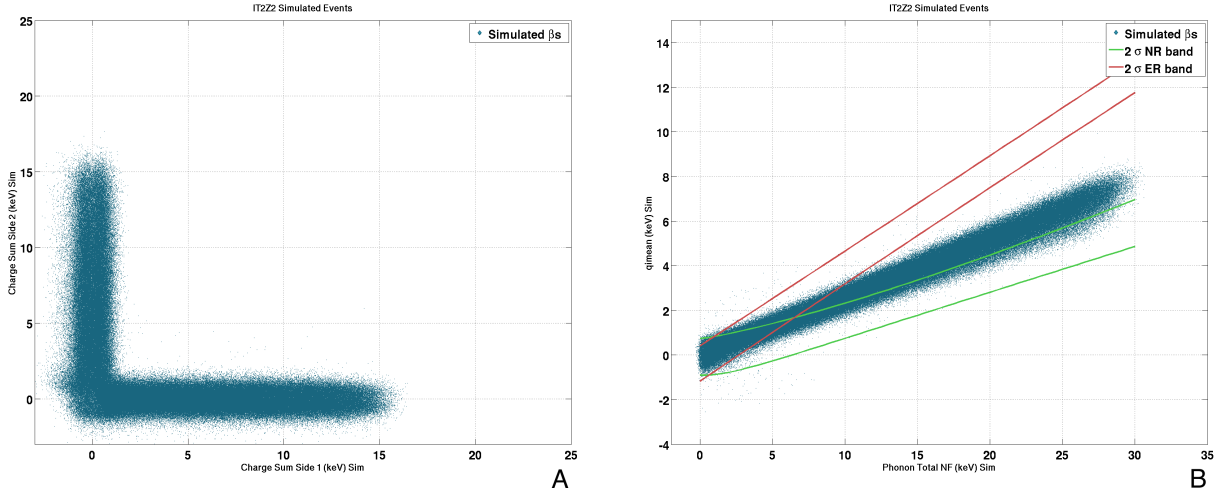 IT2Z2 Simulated Events
25
20
15
10
5
0
0
5
10
15
20
25
Charge Sum Side 2 (keV) Sim
Charge Sum Side 1 (keV) Sim
Simulated βs
A
IT2Z2 Simulated Events
14
12
10
8
6
4
2
0
-2
-4
0
5
10
15
20
25
30
35
qimean (keV) Sim
Phonon Total NF (keV) Sim
Simulated βs
2 σ NR band
2 σ ER band
B